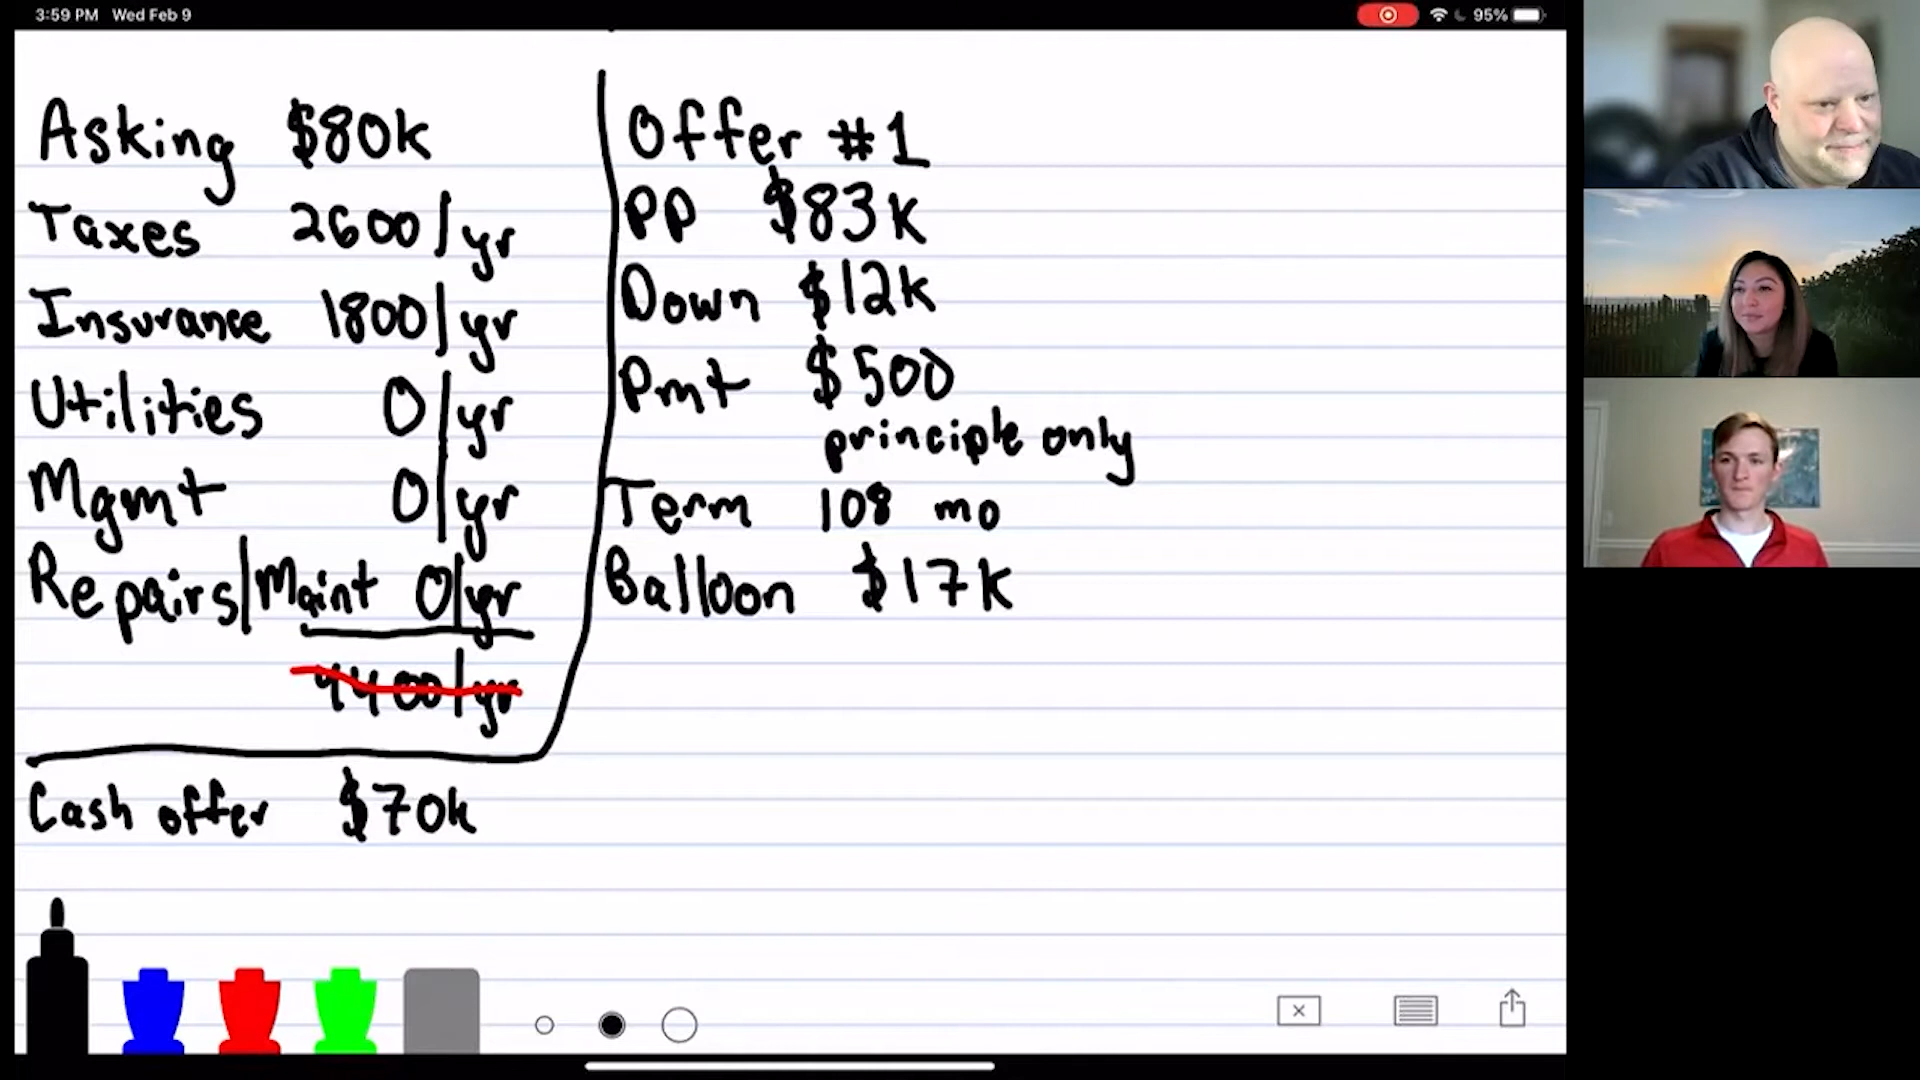 3:59 PM Wed Feb 9
95%
Asking $80k
Taxes 2600/yr
Insurance 1800/yr
Utilities 0/yr
Mgmt 0/yr
Repairs/Maint 0/yr
4400/yr
Cash offer $70k
Offer #1
PP $83k
Down $12k
Pmt $500
principle only
Term 108 mo
Balloon $17k